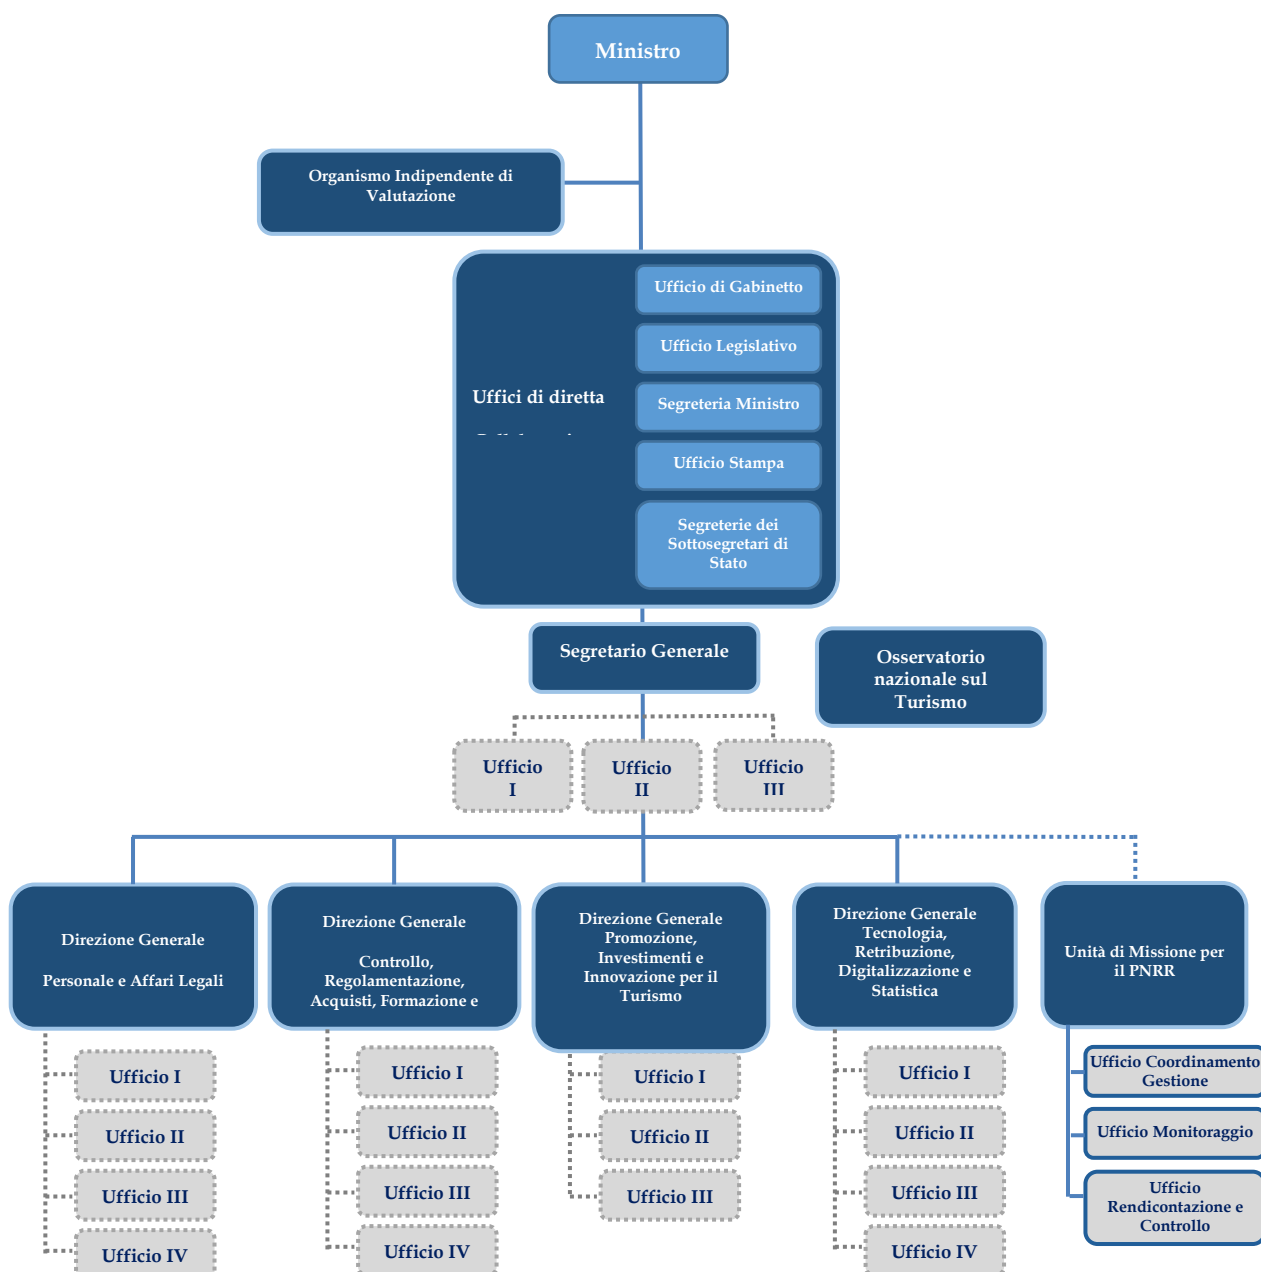 Ministro
Organismo Indipendente di
Valutazione
Ufficio di Gabinetto
Ufficio Legislativo
Uffici di diretta
Segreteria Ministro
Ufficio Stampa
Segreterie dei
Sottosegretari di
Stato
Segretario Generale
Osservatorio
nazionale sul
Turismo
Ufficio
I
Ufficio
II
Ufficio
III
Direzione Generale
Personale e Affari Legali
Direzione Generale
Controllo,
Regolamentazione,
Acquisti, Formazione e
Direzione Generale
Promozione,
Investimenti e
Innovazione per il
Turismo
Direzione Generale
Tecnologia,
Retribuzione,
Digitalizzazione e
Statistica
Unità di Missione per
il PNRR
Ufficio I
Ufficio II
Ufficio III
Ufficio IV
Ufficio I
Ufficio II
Ufficio III
Ufficio IV
Ufficio I
Ufficio II
Ufficio III
Ufficio I
Ufficio II
Ufficio III
Ufficio IV
Ufficio Coordinamento
Gestione
Ufficio Monitoraggio
Ufficio
Rendicontazione e
Controllo